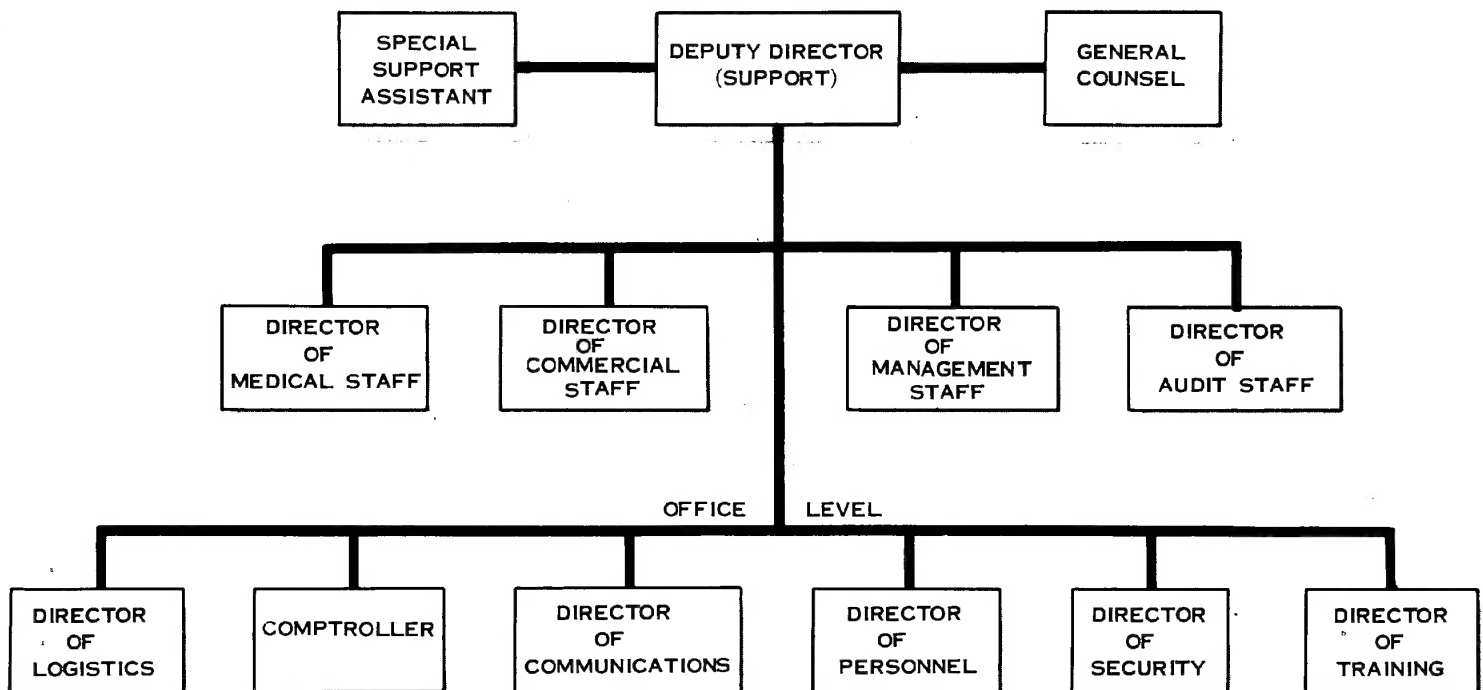 SPECIAL
SUPPORT
ASSISTANT
DEPUTY DIRECTOR
(SUPPORT)
GENERAL
COUNSEL
DIRECTOR
OF
MEDICAL STAFF
DIRECTOR
OF
COMMERCIAL
STAFF
DIRECTOR
OF
MANAGEMENT
STAFF
DIRECTOR
OF
AUDIT STAFF
OFFICE LEVEL
DIRECTOR
OF
LOGISTICS
COMPTROLLER
DIRECTOR
OF
COMMUNICATIONS
DIRECTOR
OF
PERSONNEL
DIRECTOR
OF
SECURITY
DIRECTOR
OF
TRAINING